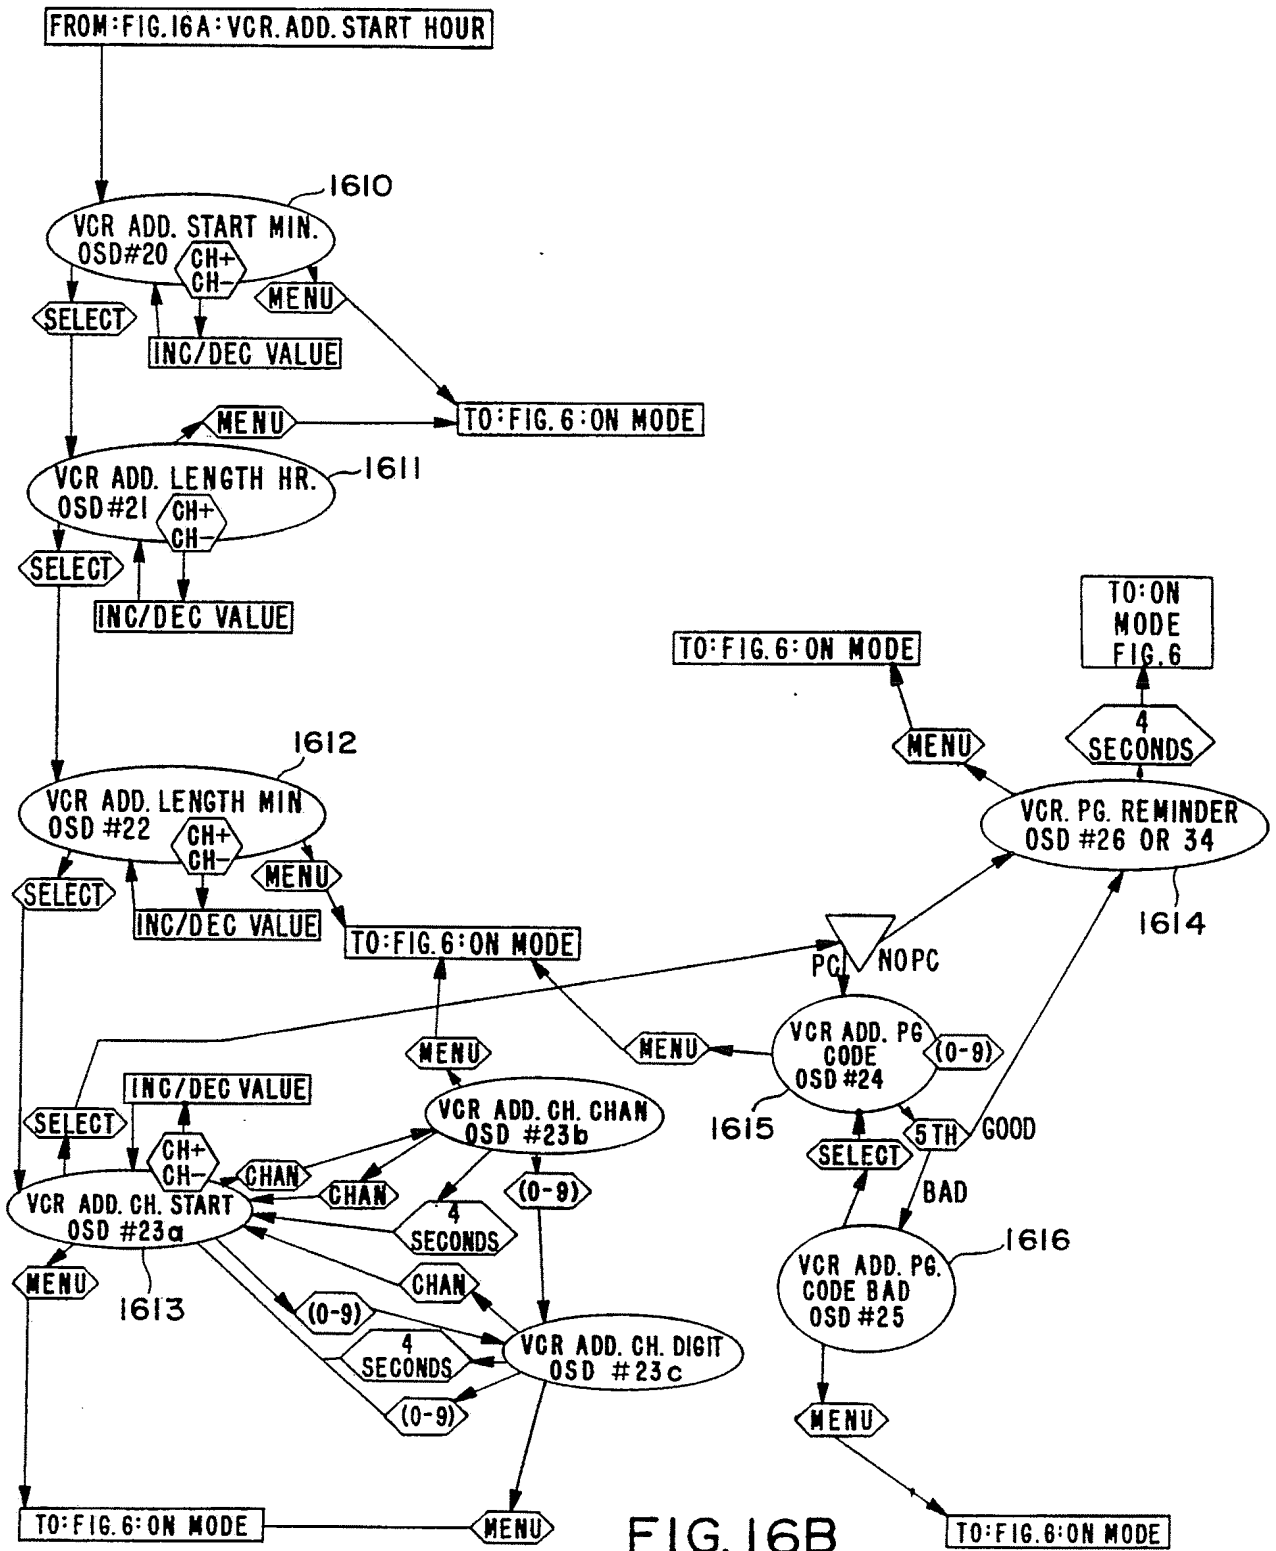 FROM:FIG.16A:VCR.ADD.START HOUR
1610
VCR ADD. START MIN.
OSD#20
CH+
CH-
MENU
SELECT
INC/DEC VALUE
MENU
TO:FIG.6:ON MODE
1611
VCR ADD. LENGTH HR.
OSD#21
CH+
CH-
SELECT
INC/DEC VALUE
TO:ON
MODE
FIG.6
TO:FIG.6:ON MODE
4
SECONDS
MENU
1612
VCR ADD. LENGTH MIN
OSD #22
CH+
CH-
VCR. PG. REMINDER
OSD #26 OR 34
MENU
SELECT
INC/DEC VALUE
1614
TO:FIG.6:ON MODE
PC
NO PC
VCR ADD. PG
CODE
OSD #24
(0-9)
MENU
MENU
INC/DEC VALUE
SELECT
VCR ADD. CH. CHAN
OSD #23b
1615
5TH
GOOD
CH+
CH-
SELECT
CHAN
CHAN
(0-9)
BAD
VCR ADD. CH. START
OSD #23a
4
SECONDS
1616
VCR ADD. PG.
CODE BAD
OSD #25
MENU
1613
CHAN
(0-9)
4
SECONDS
VCR ADD. CH. DIGIT
OSD #23c
(0-9)
MENU
TO:FIG.6:ON MODE
MENU
FIG. 16B
TO:FIG.6:ON MODE